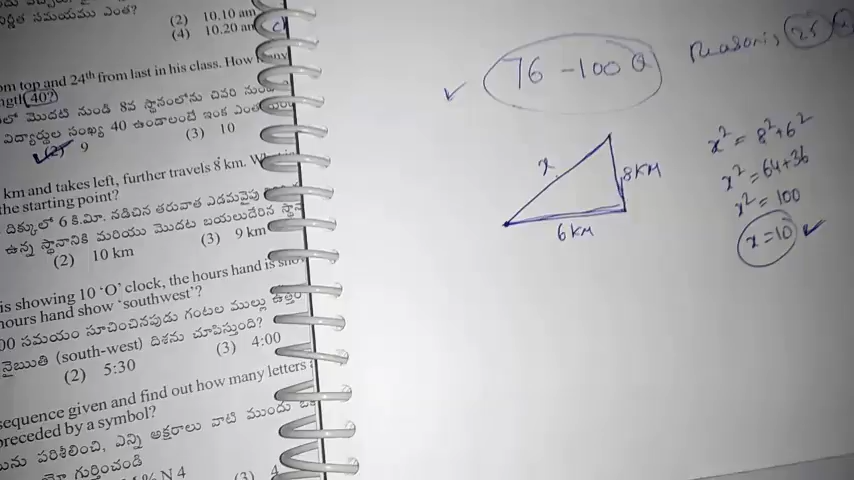 (2) 10.10 am
సమయము ఎంత?
(4) 10.20 am
om top and 24th from last in his class. How many
(40?)
లో మొదటి నుండి 8వ స్థానంలోను చివరి నుండి
విద్యార్థుల సంఖ్య 40 ఉండాలంటే ఇంక
(2) 9 (3) 10
km and takes left, further travels 8 km. W
the starting point?
దిక్కులో 6 కి.మీ. నడిచిన తరువాత ఎడమవైపు
ఉన్న స్థానానికి మరియు మొదట బయలుదేరిన స్థాన
(2) 10 km (3) 9 km
is showing 10 'O' clock, the hours hand is
hours hand show 'southwest'?
00 సమయం సూచించినపుడు గంటల ముల్లు
నైఋతి (south-west) దిశను చూపిస్తుంది?
(2) 5:30 (3) 4:00
sequence given and find out how many letters
preceded by a symbol?
పరిశీలించి, ఎన్ని అక్షరాలు వాటి ముందు
గుర్తించండి
% N 4 (3) 4
76 - 100 Q
Reasoning 25
x
8KM
6KM
x² = 8² + 6²
x² = 64+36
x² = 100
x = 10